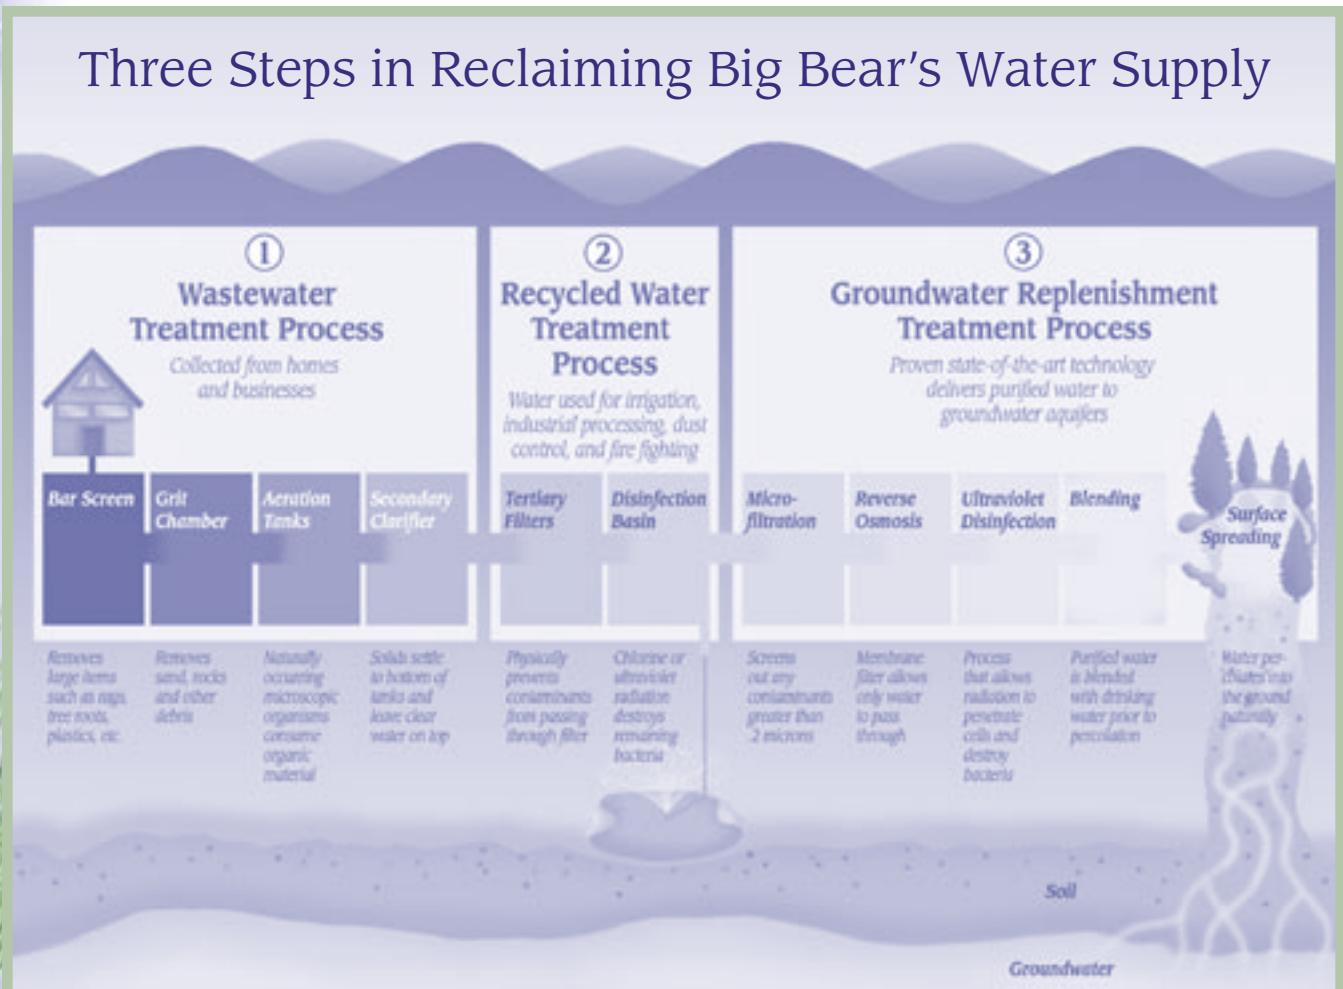 Three Steps in Reclaiming Big Bear's Water Supply
1
Wastewater
Treatment Process
Collected from homes
and businesses
2
Recycled Water
Treatment
Process
Water used for irrigation,
industrial processing, dust
control, and fire fighting
3
Groundwater Replenishment
Treatment Process
Proven state-of-the-art technology
delivers purified water to
groundwater aquifers
Bar Screen
Grit
Chamber
Aeration
Tanks
Secondary
Clarifier
Tertiary
Filters
Disinfection
Basin
Micro-
filtration
Reverse
Osmosis
Ultraviolet
Disinfection
Blending
Surface
Spreading
Removes
large items
such as rags,
tree roots,
plastics, etc.
Removes
sand, rocks
and other
debris
Naturally
occurring
microscopic
organisms
consume
organic
material
Solids settle
to bottom of
tanks and
leave clear
water on top
Physically
prevents
contaminants
from passing
through filter
Chlorine or
ultraviolet
radiation
destroys
remaining
bacteria
Screens
out any
contaminants
greater than
.2 microns
Membrane
filter allows
only water
to pass
through
Process
that allows
radiation to
penetrate
cells and
destroy
bacteria
Purified water
is blended
with drinking
water prior to
percolation
Water per-
into
the ground
naturally
Soil
Groundwater